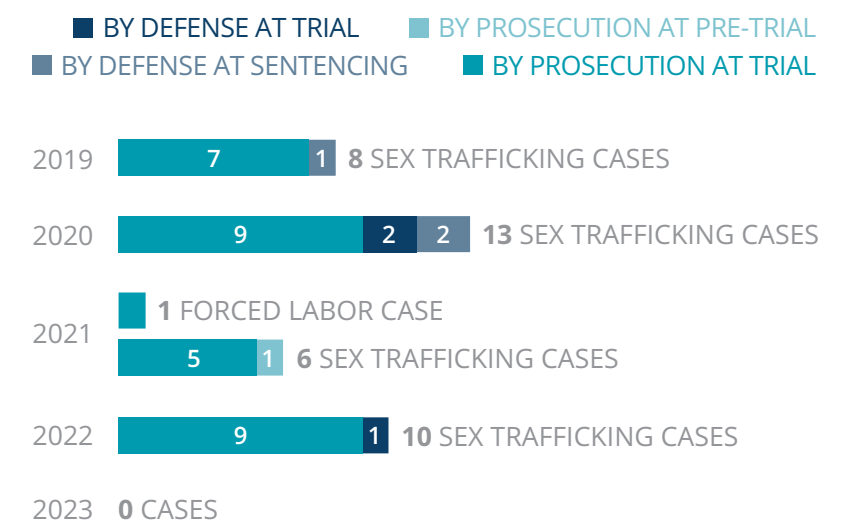 BY DEFENSE AT TRIAL BY PROSECUTION AT PRE-TRIAL
BY DEFENSE AT SENTENCING BY PROSECUTION AT TRIAL
2019 7 1 8 SEX TRAFFICKING CASES
2020 9 2 2 13 SEX TRAFFICKING CASES
1 FORCED LABOR CASE
2021
5 1 6 SEX TRAFFICKING CASES
2022 9 1 10 SEX TRAFFICKING CASES
2023 0 CASES